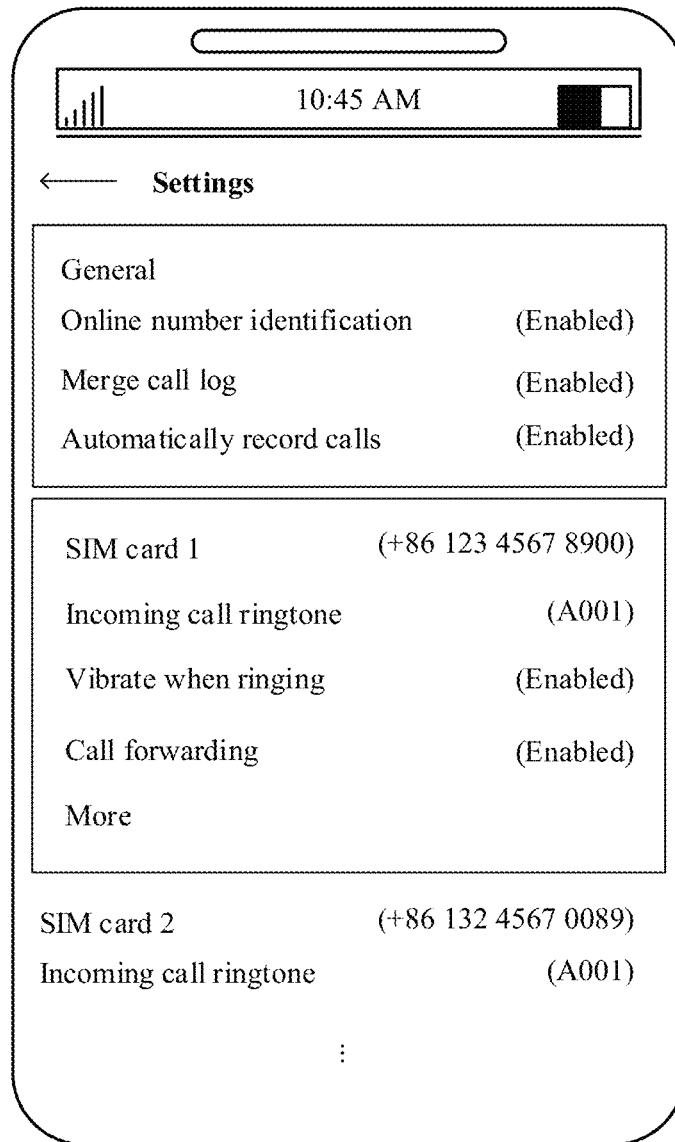 10:45 AM
Settings
General
Online number identification (Enabled)
Merge call log (Enabled)
Automatically record calls (Enabled)
SIM card 1 (+86 123 4567 8900)
Incoming call ringtone (A001)
Vibrate when ringing (Enabled)
Call forwarding (Enabled)
More
SIM card 2 (+86 132 4567 0089)
Incoming call ringtone (A001)
⋮